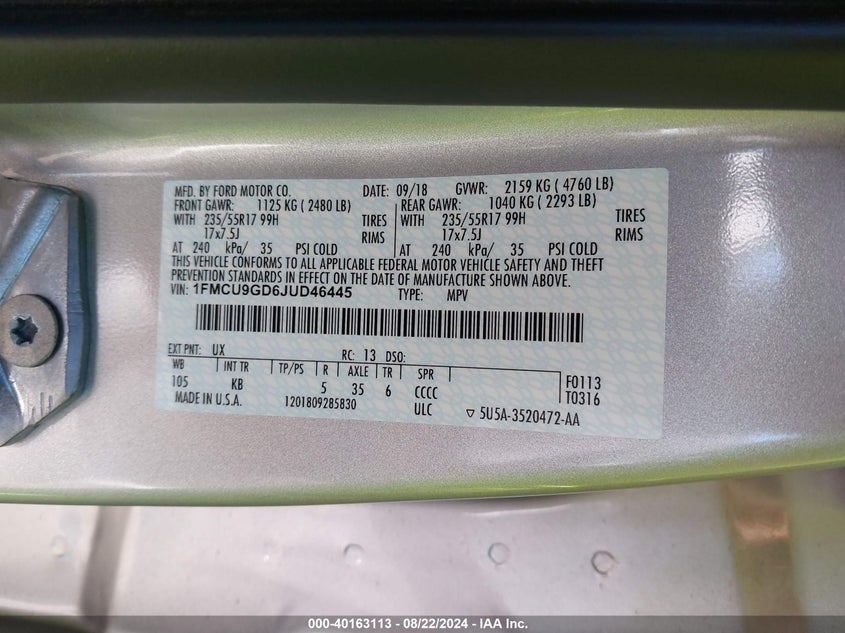 MFD. BY FORD MOTOR CO. DATE: 09/18 GVWR: 2159 KG (4760 LB)
FRONT GAWR: 1125 KG (2480 LB) REAR GAWR: 1040 KG (2293 LB)
WITH 235/55R17 99H TIRES WITH 235/55R17 99H TIRES
17x7.5J RIMS 17x7.5J RIMS
AT 240 kPa/ 35 PSI COLD AT 240 kPa/ 35 PSI COLD
THIS VEHICLE CONFORMS TO ALL APPLICABLE FEDERAL MOTOR VEHICLE SAFETY AND THEFT
PREVENTION STANDARDS IN EFFECT ON THE DATE OF MANUFACTURE SHOWN ABOVE.
VIN: 1FMCU9GD6JUD46445 TYPE: MPV
EXT PNT: UX RC: 13 DSO:
WB INT TR TP/PS R AXLE TR SPR
105 KB 5 35 6 CCCC F0113
MADE IN U.S.A. 1201809285830 ULC T0316
▽ 5U5A-3520472-AA
000-40163113 - 08/22/2024 - IAA Inc.